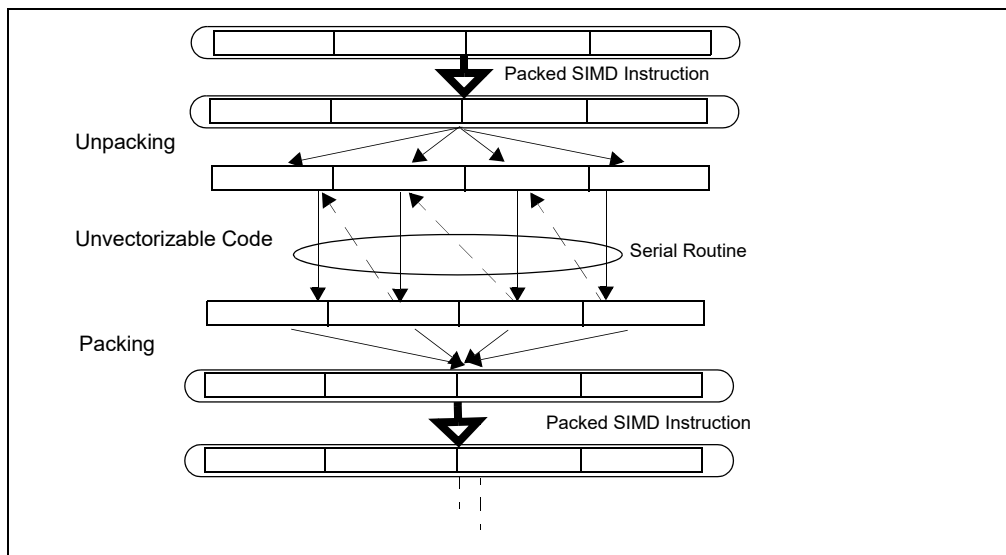 Packed SIMD Instruction
Unpacking
Unvectorizable Code
Serial Routine
Packing
Packed SIMD Instruction